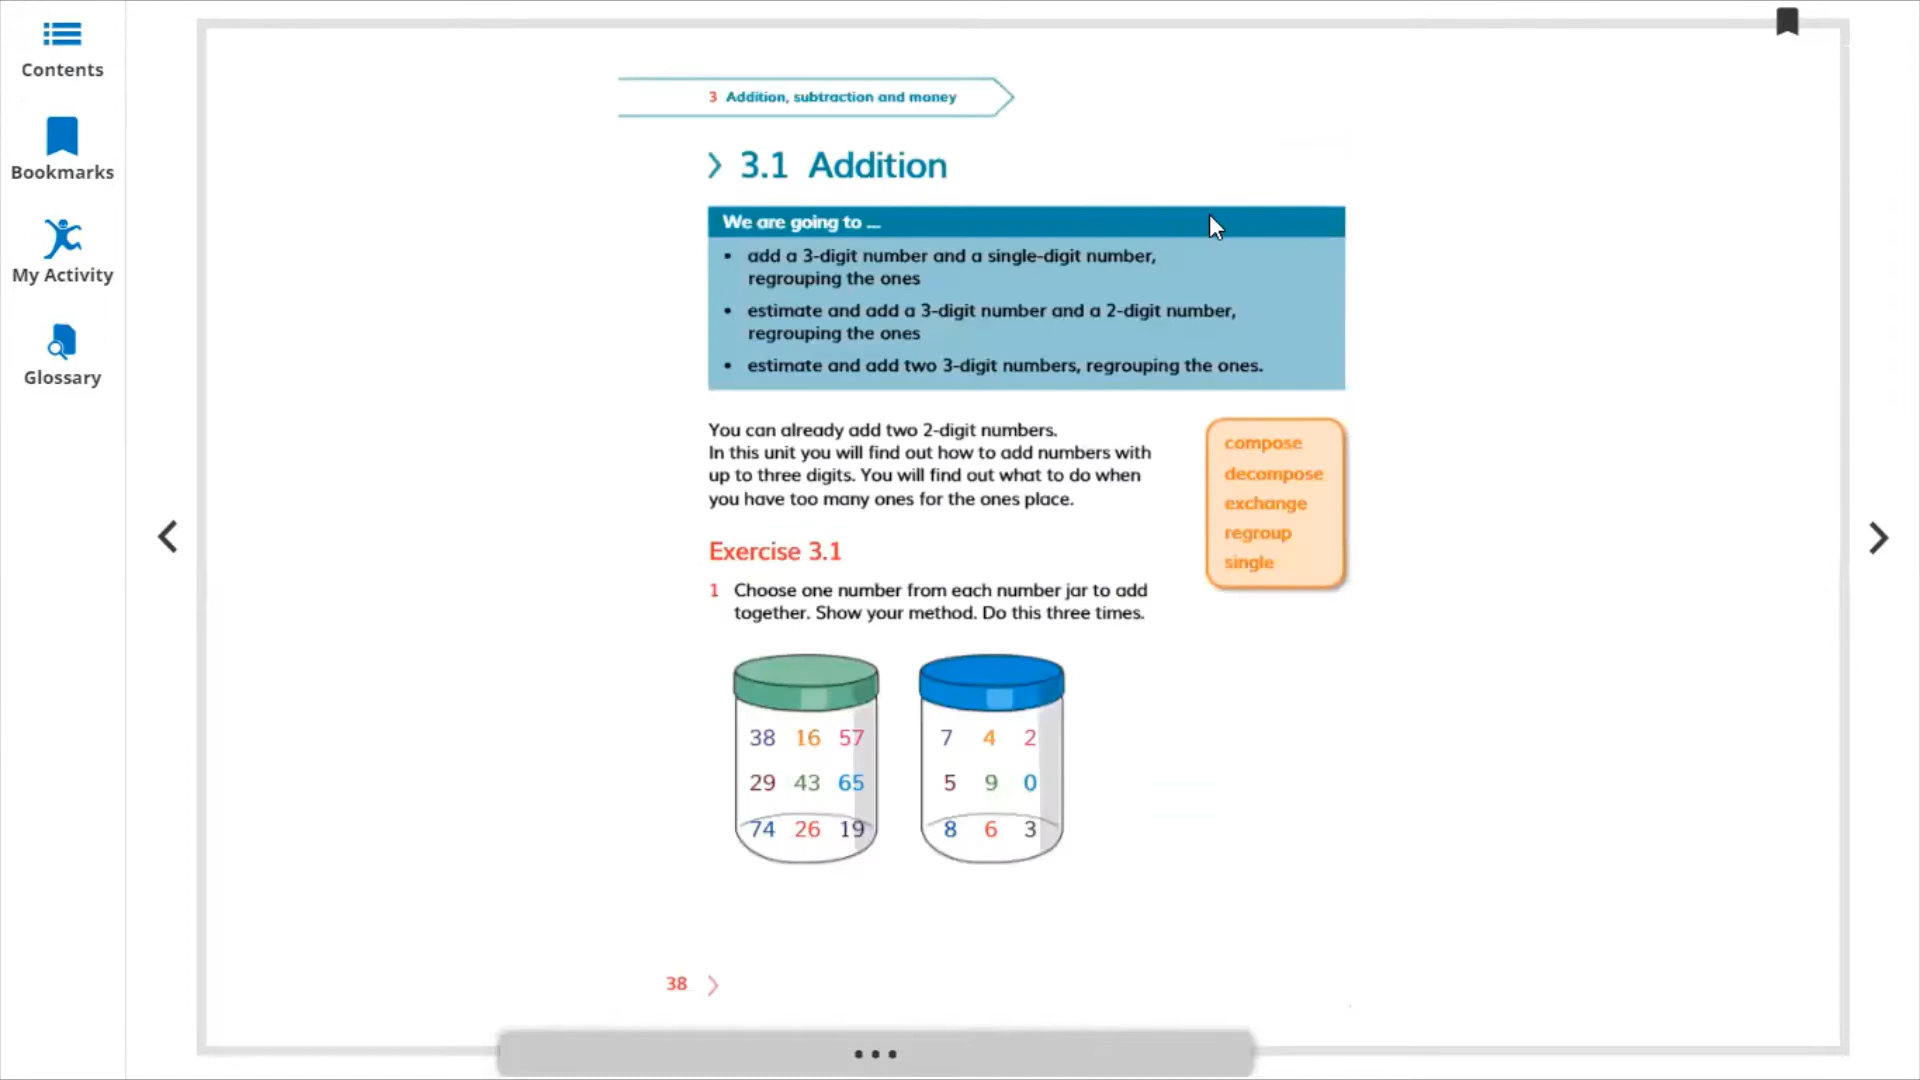 Contents
Bookmarks
My Activity
Glossary
3 Addition, subtraction and money
3.1 Addition
We are going to ...
• add a 3-digit number and a single-digit number,
regrouping the ones
• estimate and add a 3-digit number and a 2-digit number,
regrouping the ones
• estimate and add two 3-digit numbers, regrouping the ones.
You can already add two 2-digit numbers.
In this unit you will find out how to add numbers with
up to three digits. You will find out what to do when
you have too many ones for the ones place.
compose
decompose
exchange
regroup
single
Exercise 3.1
1 Choose one number from each number jar to add
together. Show your method. Do this three times.
38 16 57
29 43 65
74 26 19
7 4 2
5 9 0
8 6 3
38